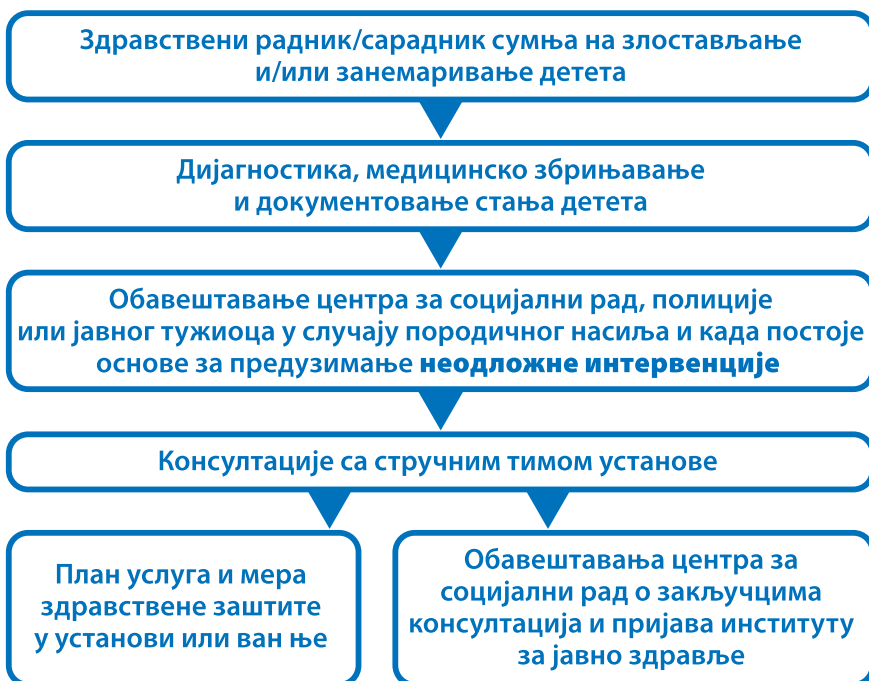 Здравствени радник/сарадник сумња на злостављање
и/или занемаривање детета
Дијагностика, медицинско збрињавање
и документовање стања детета
Обавештавање центра за социјални рад, полиције
или јавног тужиоца у случају породичног насиља и када постоје
основе за предузимање неодложне интервенције
Консултације са стручним тимом установе
План услуга и мера
здравствене заштите
у установи или ван ње
Обавештавања центра за
социјални рад о закључцима
консултација и пријава институту
за јавно здравље